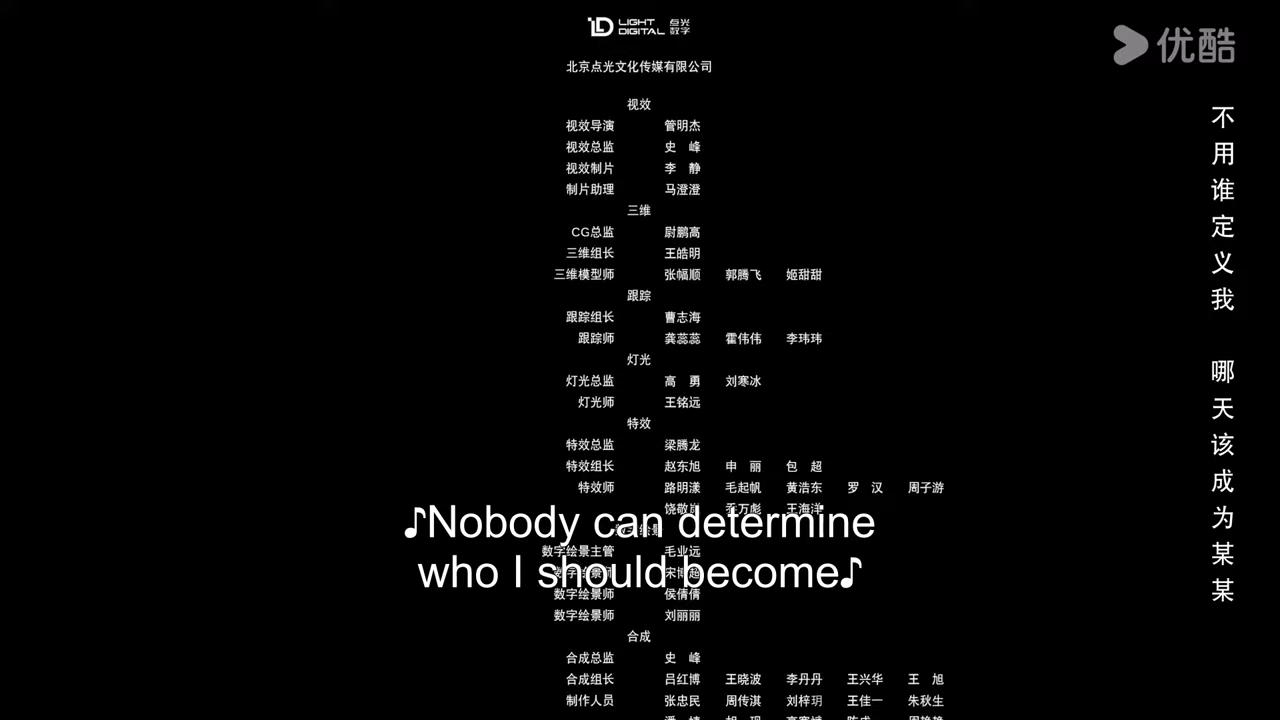 LIGHT DIGITAL 点光数字
优酷
北京点光文化传媒有限公司
视效
视效导演 管明杰
视效总监 史 峰
视效制片 李 静
制片助理 马澄澄
三维
CG总监 尉鹏高
三维组长 王皓明
三维模型师 张幅顺 郭腾飞 姬甜甜
跟踪
跟踪组长 曹志海
跟踪师 龚蕊蕊 霍伟伟 李玮玮
灯光
灯光总监 高 勇 刘寒冰
灯光师 王铭远
特效
特效总监 梁腾龙
特效组长 赵东旭 申 丽 包 超
特效师 路明漾 毛起帆 黄浩东 罗 汉 周子游
饶敬 乔万彪 王海洋
♪Nobody can determine
数字绘景主管 毛业远
who I should become♪
数字绘景师 侯倩倩
数字绘景师 刘丽丽
合成
合成总监 史 峰
合成组长 吕红博 王晓波 李丹丹 王兴华 王 旭
制作人员 张忠民 周传淇 刘梓玥 王佳一 朱秋生
不用谁定义我 哪天该成为某某